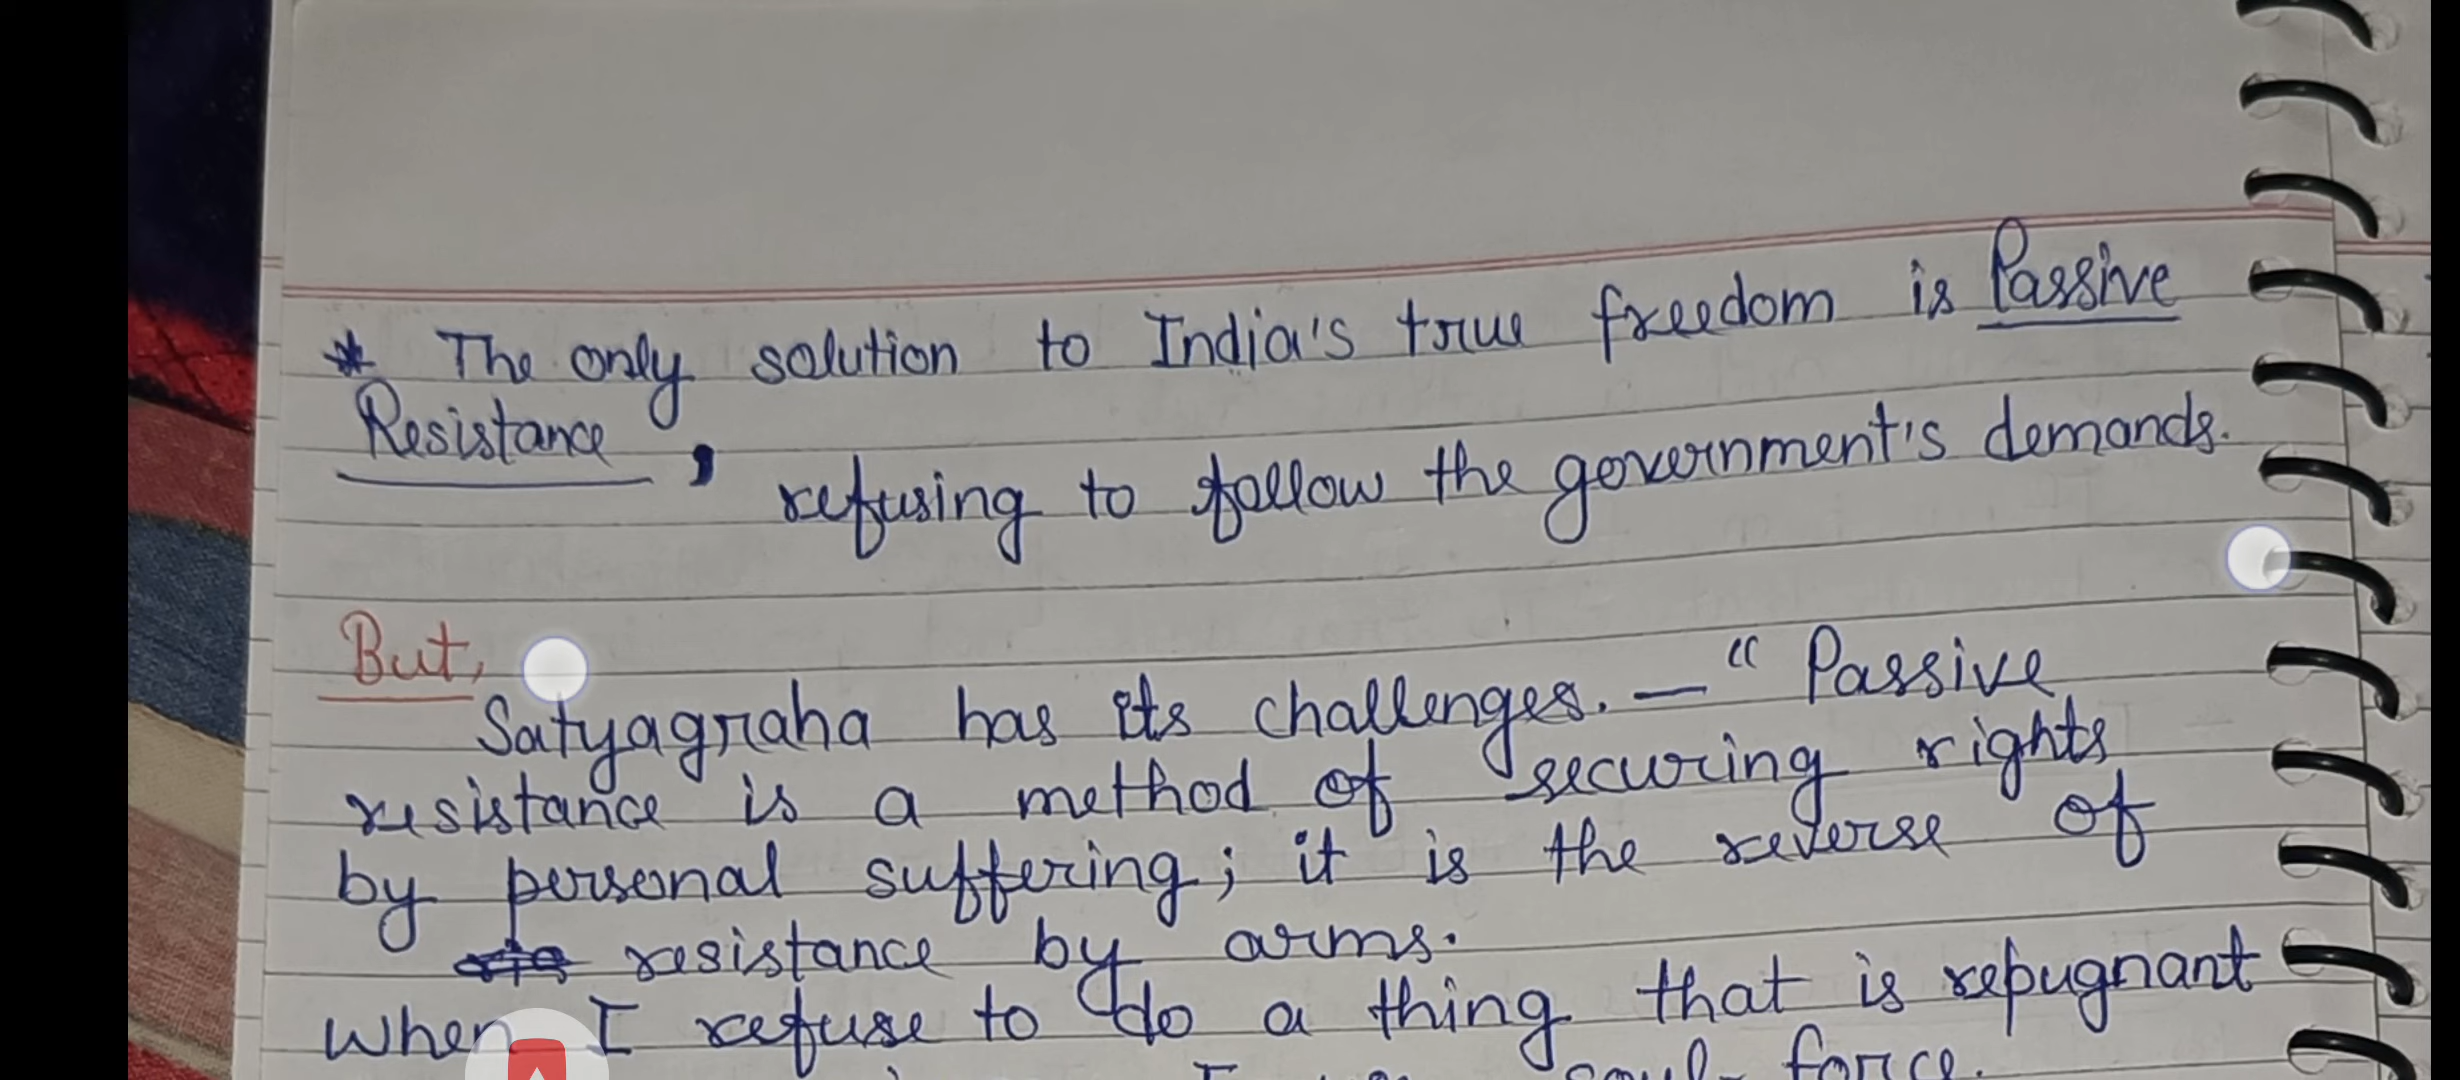 * The only solution to India's true freedom is Passive
Resistance, refusing to follow the government's demands.
But,
Satyagraha has its challenges. — "Passive
resistance is a method of securing rights
by personal suffering; it is the reverse of
resistance by arms.
When I refuse to do a thing that is repugnant
I soul-force.